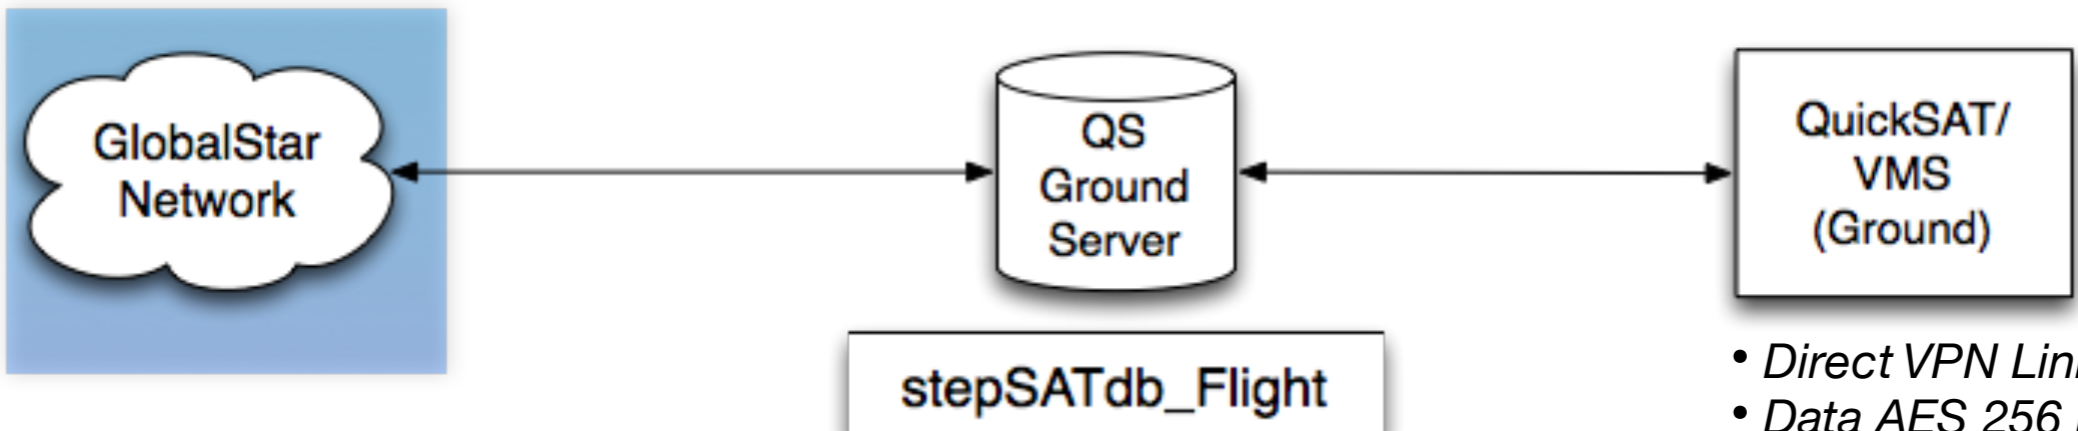 GlobalStar
Network
QS
Ground
Server
QuickSAT/
VMS
(Ground)
stepSATdb_Flight
• Direct VPN
• Data AES 256